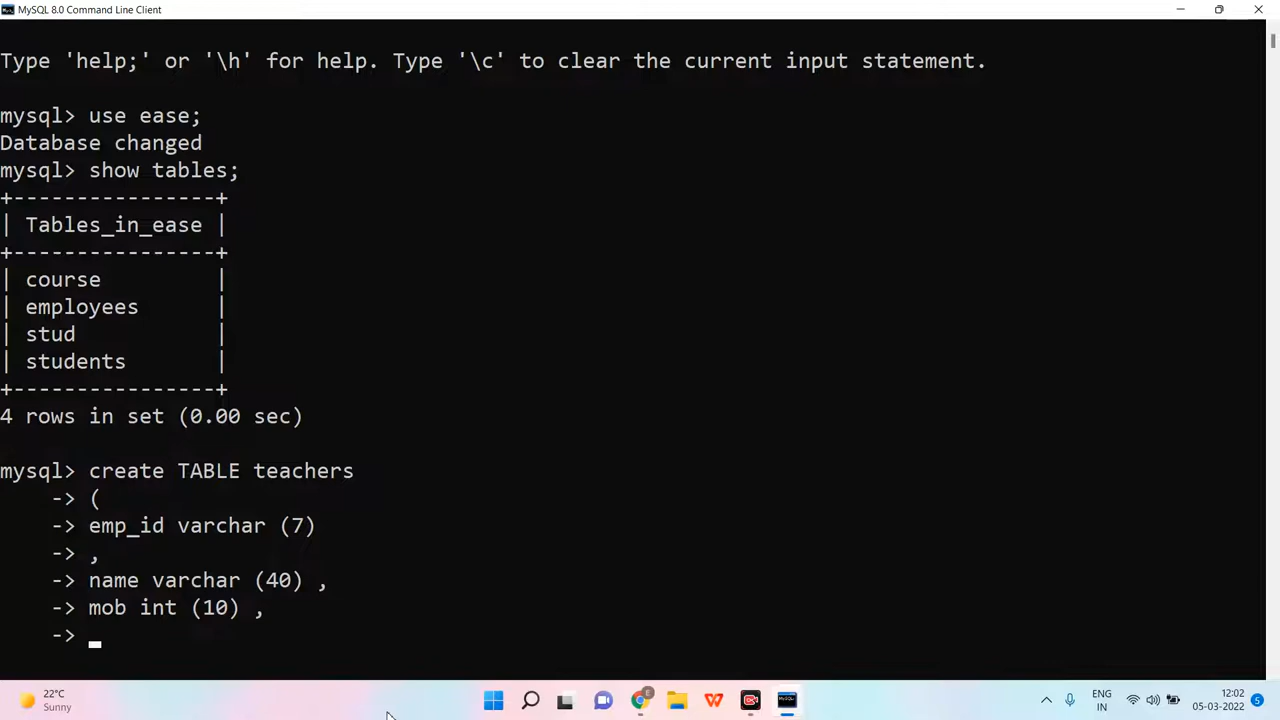 MySQL 8.0 Command Line Client
Type 'help;' or '\h' for help. Type '\c' to clear the current input statement.
mysql> use ease;
Database changed
mysql> show tables;
+----------------+
| Tables_in_ease |
+----------------+
| course         |
| employees      |
| stud           |
| students       |
+----------------+
4 rows in set (0.00 sec)
mysql> create TABLE teachers
    -> (
    -> emp_id varchar (7)
    -> ,
    -> name varchar (40) ,
    -> mob int (10) ,
    ->
22°C
Sunny
E
W
MySQL
ENG
IN
12:02
05-03-2022
5